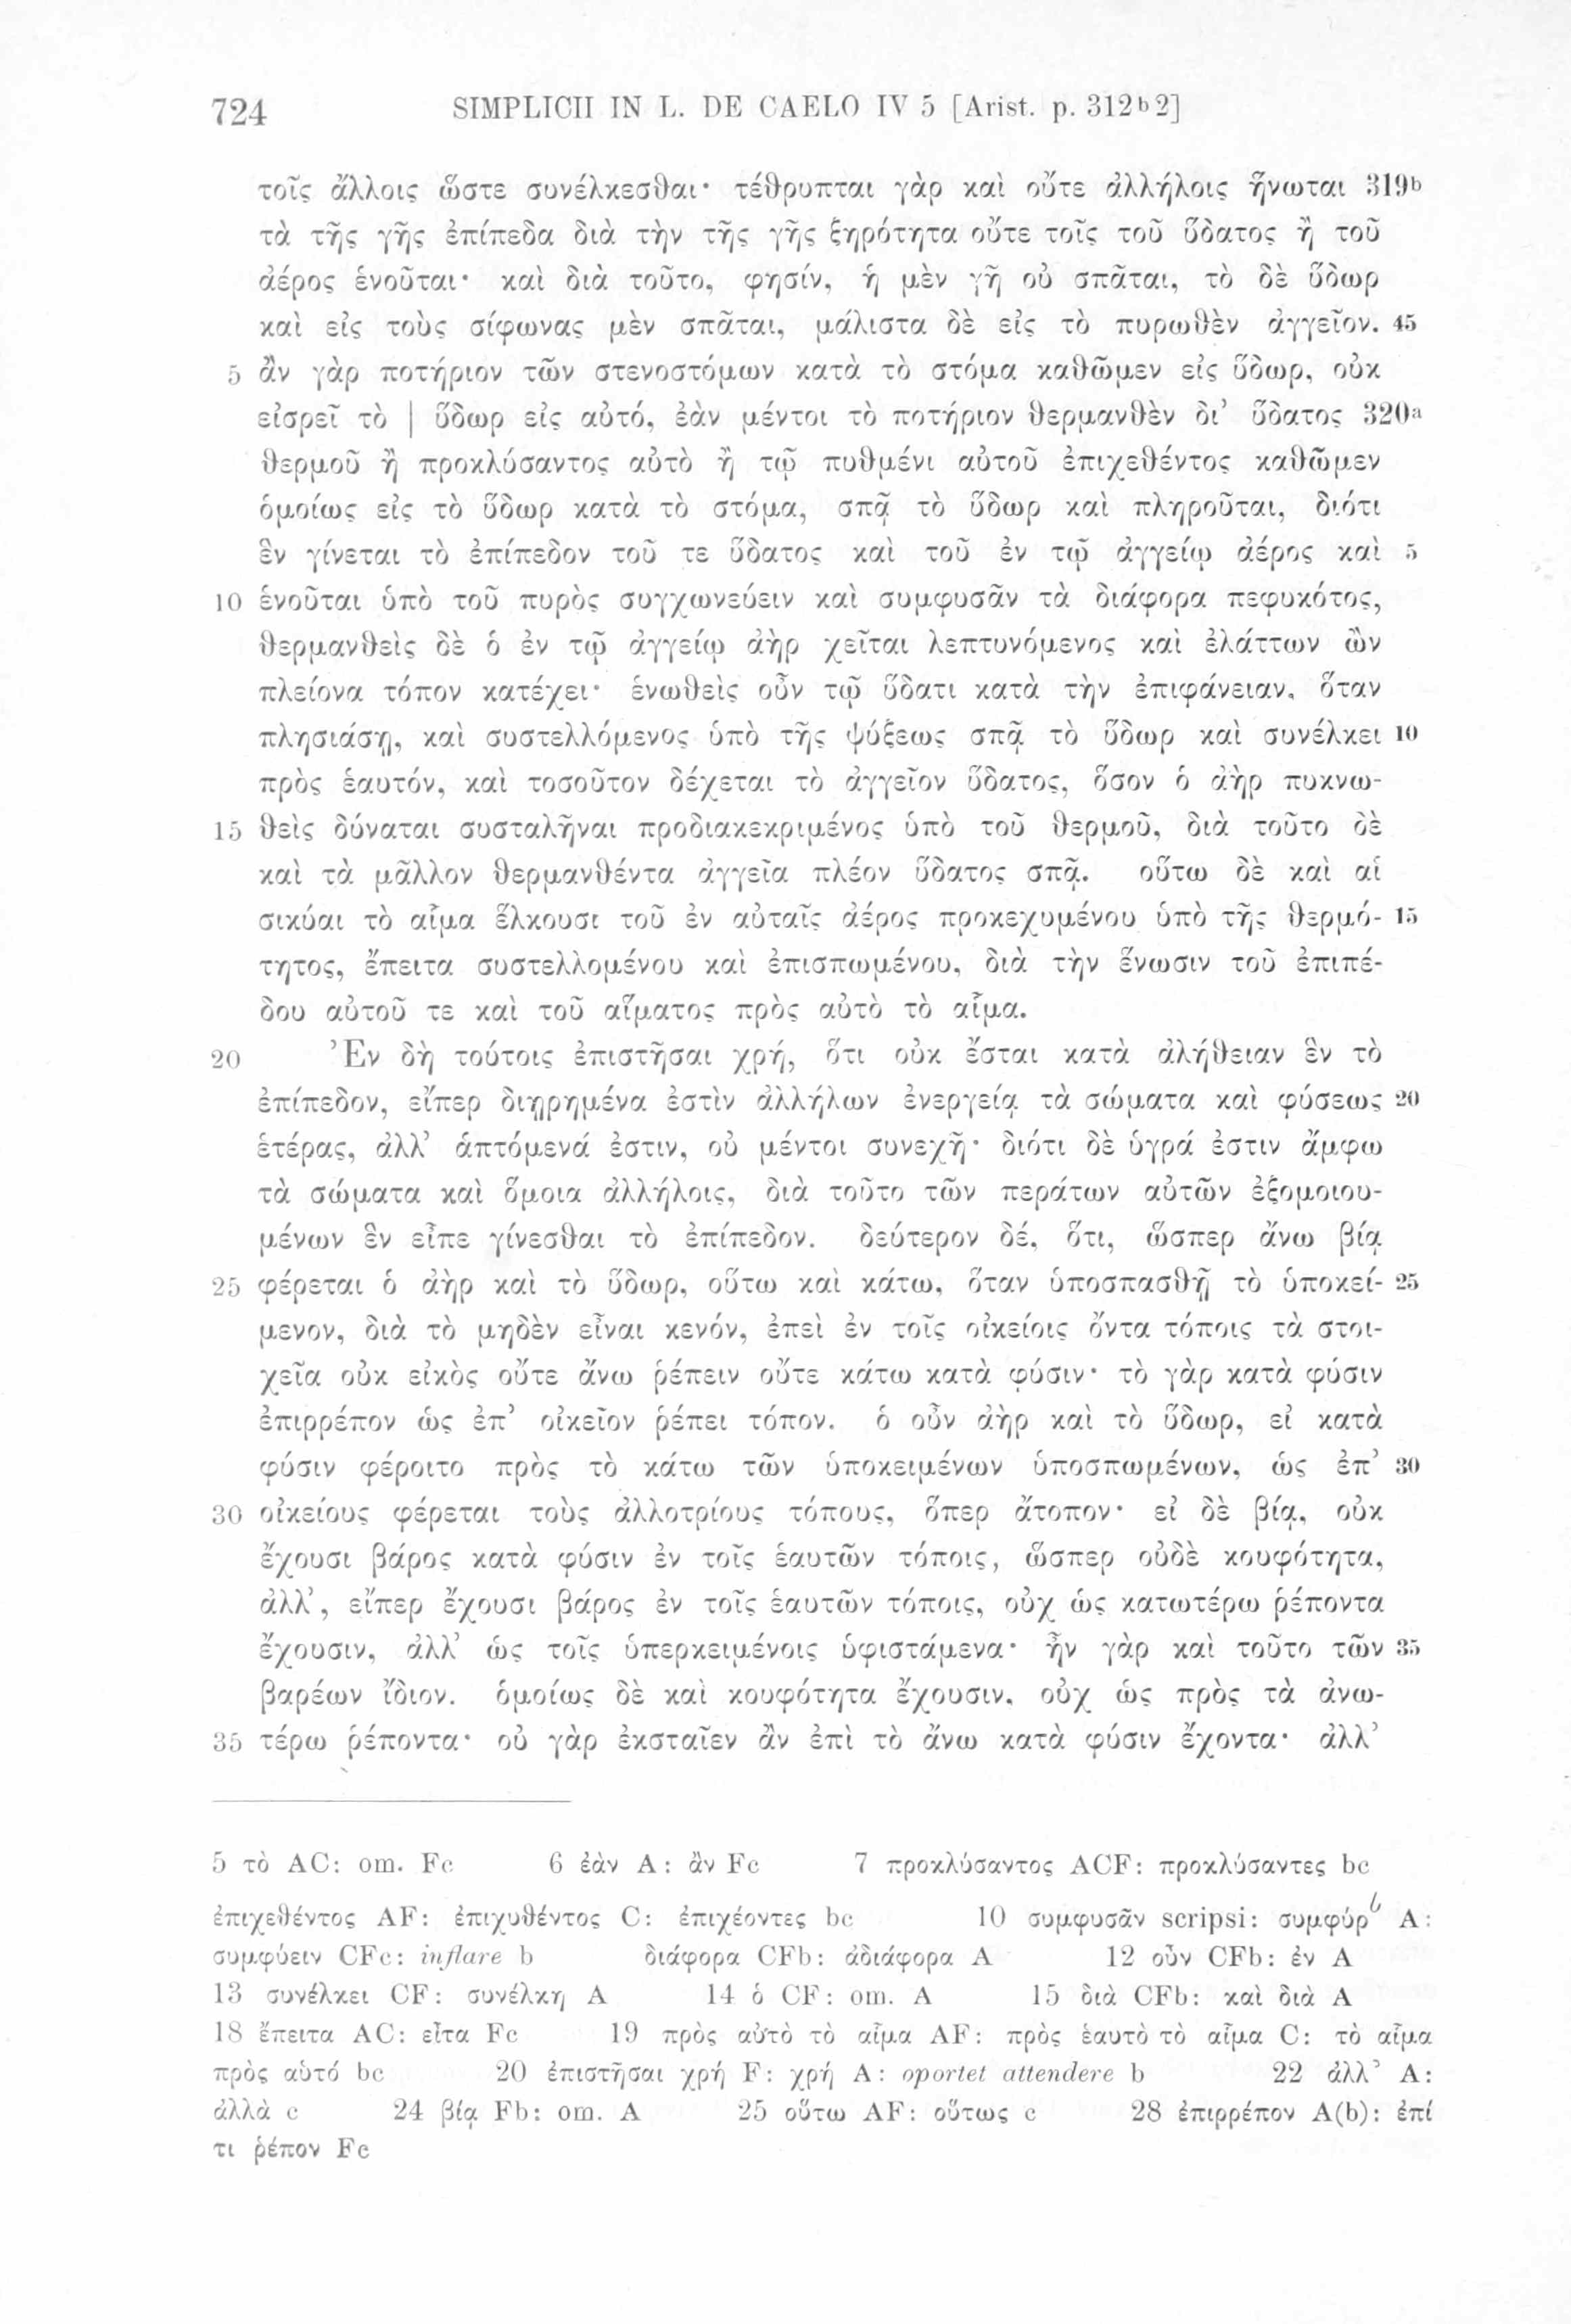 724 SIMPLICII IN L. DE CAELO IV 5 [Arist. p. 312b2]
τοῖς ἄλλοις ὥστε συνέλκεσθαι· τέθρυπται γὰρ καὶ οὔτε ἀλλήλοις ἥνωται 319b
τὰ τῆς γῆς ἐπίπεδα διὰ τὴν τῆς γῆς ξηρότητα οὔτε τοῖς τοῦ ὕδατος ἢ τοῦ
ἀέρος ἑνοῦται· καὶ διὰ τοῦτο, φησίν, ἡ μὲν γῆ οὐ σπᾶται, τὸ δὲ ὕδωρ
καὶ εἰς τοὺς σίφωνας μὲν σπᾶται, μάλιστα δὲ εἰς τὸ πυρωθὲν ἀγγεῖον. 45
5 ἂν γὰρ ποτήριον τῶν στενοστόμων κατὰ τὸ στόμα καθῶμεν εἰς ὕδωρ, οὐκ
εἰσρεῖ τὸ | ὕδωρ εἰς αὐτό, ἐὰν μέντοι τὸ ποτήριον θερμανθὲν δι’ ὕδατος 320a
θερμοῦ ἢ προκλύσαντος αὐτὸ ἢ τῷ πυθμένι αὐτοῦ ἐπιχεθέντος καθῶμεν
ὁμοίως εἰς τὸ ὕδωρ κατὰ τὸ στόμα, σπᾷ τὸ ὕδωρ καὶ πληροῦται, διότι
ἓν γίνεται τὸ ἐπίπεδον τοῦ τε ὕδατος καὶ τοῦ ἐν τῷ ἀγγείῳ ἀέρος καὶ 5
10 ἑνοῦται ὑπὸ τοῦ πυρὸς συγχωνεύειν καὶ συμφυσᾶν τὰ διάφορα πεφυκότος,
θερμανθεὶς δὲ ὁ ἐν τῷ ἀγγείῳ ἀὴρ χεῖται λεπτυνόμενος καὶ ἐλάττων ὢν
πλείονα τόπον κατέχει· ἑνωθεὶς οὖν τῷ ὕδατι κατὰ τὴν ἐπιφάνειαν, ὅταν
πλησιάσῃ, καὶ συστελλόμενος ὑπὸ τῆς ψύξεως σπᾷ τὸ ὕδωρ καὶ συνέλκει 10
πρὸς ἑαυτόν, καὶ τοσοῦτον δέχεται τὸ ἀγγεῖον ὕδατος, ὅσον ὁ ἀὴρ πυκνω-
15 θεὶς δύναται συσταλῆναι προδιακεκριμένος ὑπὸ τοῦ θερμοῦ, διὰ τοῦτο δὲ
καὶ τὰ μᾶλλον θερμανθέντα ἀγγεῖα πλέον ὕδατος σπᾷ. οὕτω δὲ καὶ αἱ
σικύαι τὸ αἷμα ἕλκουσι τοῦ ἐν αὐταῖς ἀέρος προκεχυμένου ὑπὸ τῆς θερμό- 15
τητος, ἔπειτα συστελλομένου καὶ ἐπισπωμένου, διὰ τὴν ἕνωσιν τοῦ ἐπιπέ-
δου αὐτοῦ τε καὶ τοῦ αἵματος πρὸς αὐτὸ τὸ αἷμα.
20 Ἐν δὴ τούτοις ἐπιστῆσαι χρή, ὅτι οὐκ ἔσται κατὰ ἀλήθειαν ἓν τὸ
ἐπίπεδον, εἴπερ διῃρημένα ἐστὶν ἀλλήλων ἐνεργείᾳ τὰ σώματα καὶ φύσεως 20
ἑτέρας, ἀλλ’ ἁπτόμενά ἐστιν, οὐ μέντοι συνεχῆ· διότι δὲ ὑγρά ἐστιν ἄμφω
τὰ σώματα καὶ ὅμοια ἀλλήλοις, διὰ τοῦτο τῶν περάτων αὐτῶν ἐξομοιου-
μένων ἓν εἶπε γίνεσθαι τὸ ἐπίπεδον. δεύτερον δέ, ὅτι, ὥσπερ ἄνω βίᾳ
25 φέρεται ὁ ἀὴρ καὶ τὸ ὕδωρ, οὕτω καὶ κάτω, ὅταν ὑποσπασθῇ τὸ ὑποκεί- 25
μενον, διὰ τὸ μηδὲν εἶναι κενόν, ἐπεὶ ἐν τοῖς οἰκείοις ὄντα τόποις τὰ στοι-
χεῖα οὐκ εἰκὸς οὔτε ἄνω ῥέπειν οὔτε κάτω κατὰ φύσιν· τὸ γὰρ κατὰ φύσιν
ἐπιρρέπον ὡς ἐπ’ οἰκεῖον ῥέπει τόπον. ὁ οὖν ἀὴρ καὶ τὸ ὕδωρ, εἰ κατὰ
φύσιν φέροιτο πρὸς τὸ κάτω τῶν ὑποκειμένων ὑποσπωμένων, ὡς ἐπ’ 30
30 οἰκείους φέρεται τοὺς ἀλλοτρίους τόπους, ὅπερ ἄτοπον· εἰ δὲ βίᾳ, οὐκ
ἔχουσι βάρος κατὰ φύσιν ἐν τοῖς ἑαυτῶν τόποις, ὥσπερ οὐδὲ κουφότητα,
ἀλλ’, εἴπερ ἔχουσι βάρος ἐν τοῖς ἑαυτῶν τόποις, οὐχ ὡς κατωτέρω ῥέποντα
ἔχουσιν, ἀλλ’ ὡς τοῖς ὑπερκειμένοις ὑφιστάμενα· ἦν γὰρ καὶ τοῦτο τῶν 35
βαρέων ἴδιον. ὁμοίως δὲ καὶ κουφότητα ἔχουσιν, οὐχ ὡς πρὸς τὰ ἀνω-
35 τέρω ῥέποντα· οὐ γὰρ ἐκσταῖεν ἂν ἐπὶ τὸ ἄνω κατὰ φύσιν ἔχοντα· ἀλλ’
5 τὸ AC: om. Fc 6 ἐὰν A: ἂν Fc 7 προκλύσαντος ACF: προκλύσαντες bc
ἐπιχεθέντος AF: ἐπιχυθέντος C: ἐπιχέοντες bc 10 συμφυσᾶν scripsi: συμφύρ A:
συμφύειν CFc: inflare b διάφορα CFb: ἀδιάφορα A 12 οὖν CFb: ἐν A
13 συνέλκει CF: συνέλκη A 14 ὁ CF: om. A 15 διὰ CFb: καὶ διὰ A
18 ἔπειτα AC: εἶτα Fc 19 πρὸς αὐτὸ τὸ αἷμα AF: πρὸς ἑαυτὸ τὸ αἷμα C: τὸ αἷμα
πρὸς αὑτό bc 20 ἐπιστῆσαι χρή F: χρή A: oportet attendere b 22 ἀλλ’ A:
ἀλλὰ c 24 βίᾳ Fb: om. A 25 οὕτω AF: οὕτως c 28 ἐπιρρέπον A(b): ἐπί
τι ῥέπον Fc